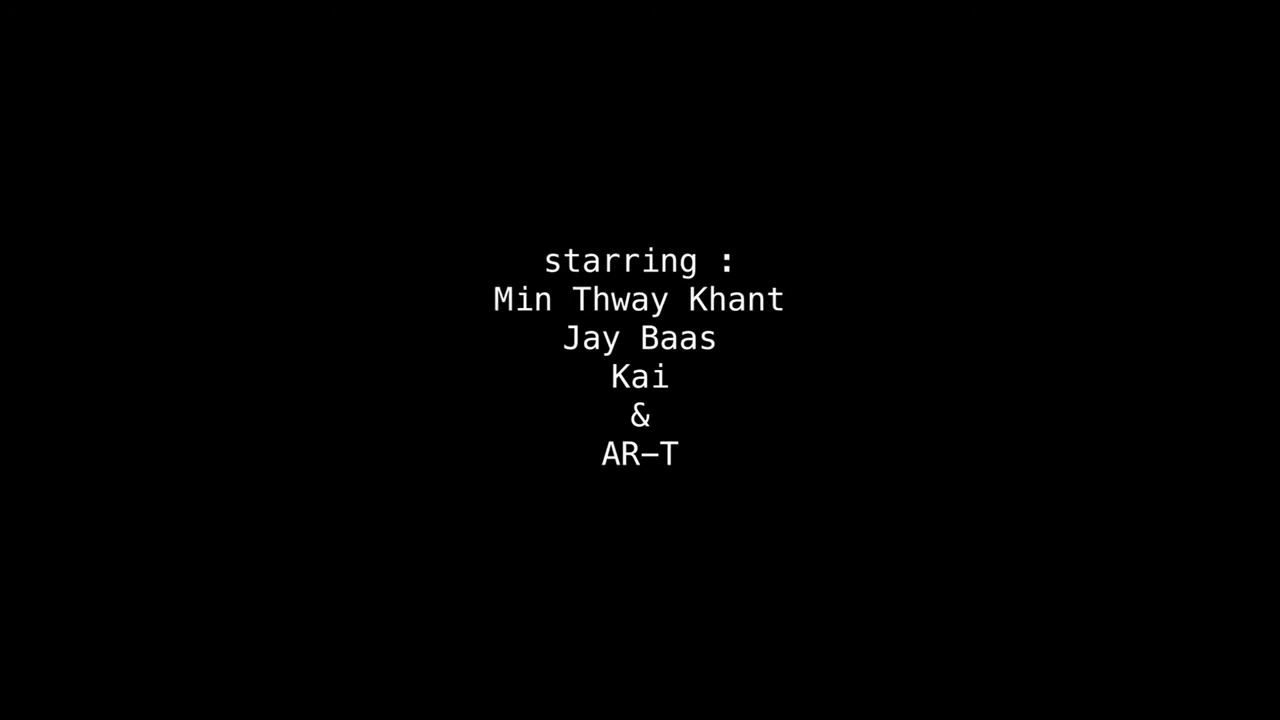 starring :
Min Thway Khant
Jay Baas
Kai
&
AR–T